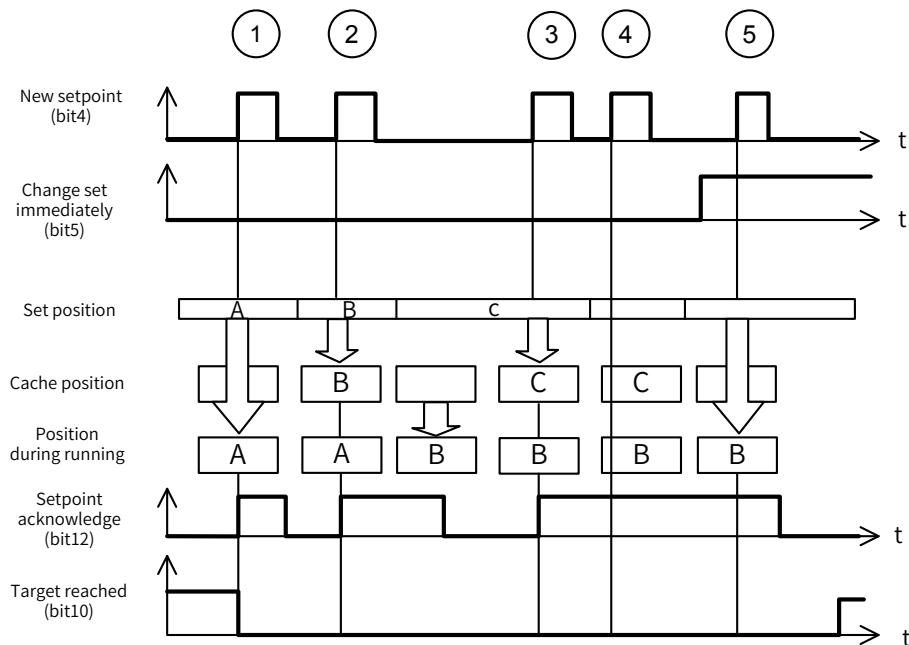 1 2 3 4 5
New setpoint
(bit4)
t
Change set
immediately
(bit5)
t
Set position
A B c
Cache position
B C C
Position
during running
A A B B B B
Setpoint
acknowledge
(bit12)
t
Target reached
(bit10)
t